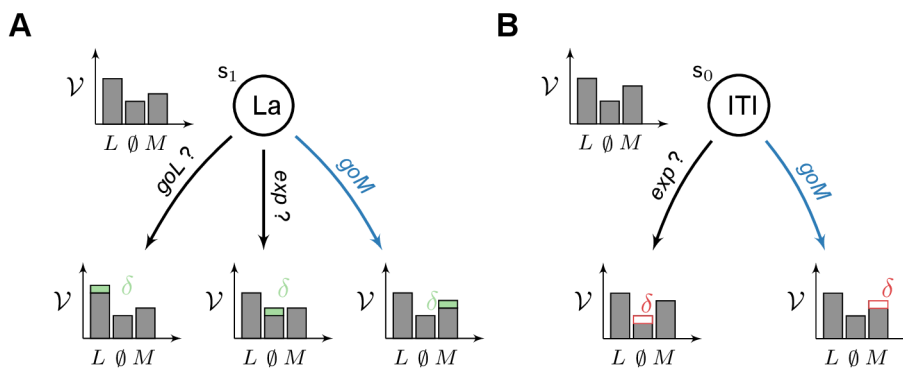 A
B
s₁
s₀
La
ITI
𝒱
L ∅ M
𝒱
L ∅ M
goL ?
exp ?
goM
exp ?
goM
𝒱
δ
L ∅ M
𝒱
δ
L ∅ M
𝒱
δ
L ∅ M
𝒱
δ
L ∅ M
𝒱
δ
L ∅ M